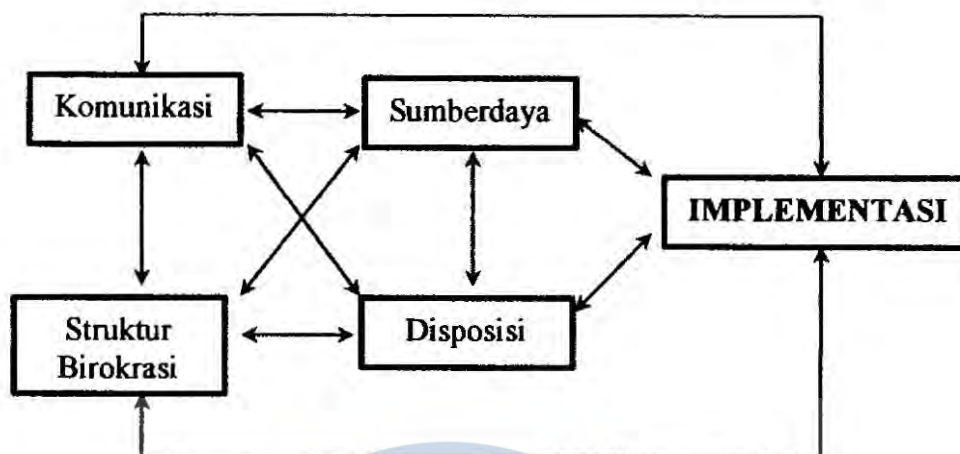 Komunikasi
Sumberdaya
IMPLEMENTASI
Struktur
Birokrasi
Disposisi